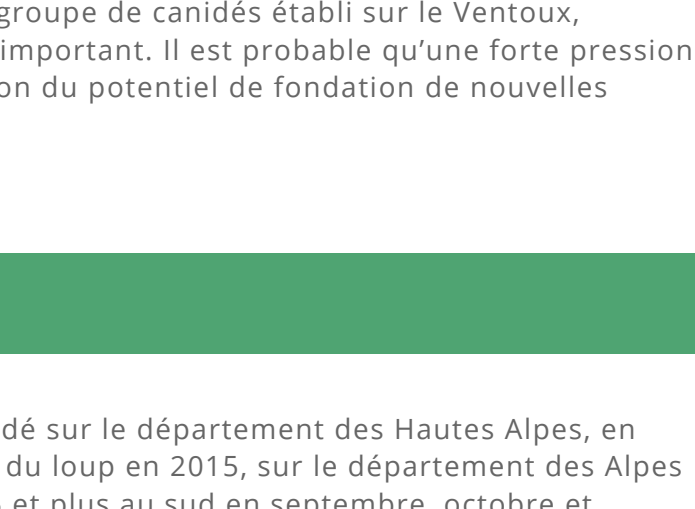 groupe de canidés établi sur le Ventoux,
important. Il est probable qu'une forte pression
on du potentiel de fondation de nouvelles
dé sur le département des Hautes Alpes, en
du loup en 2015, sur le département des Alpes
et plus au sud en septembre, octobre et